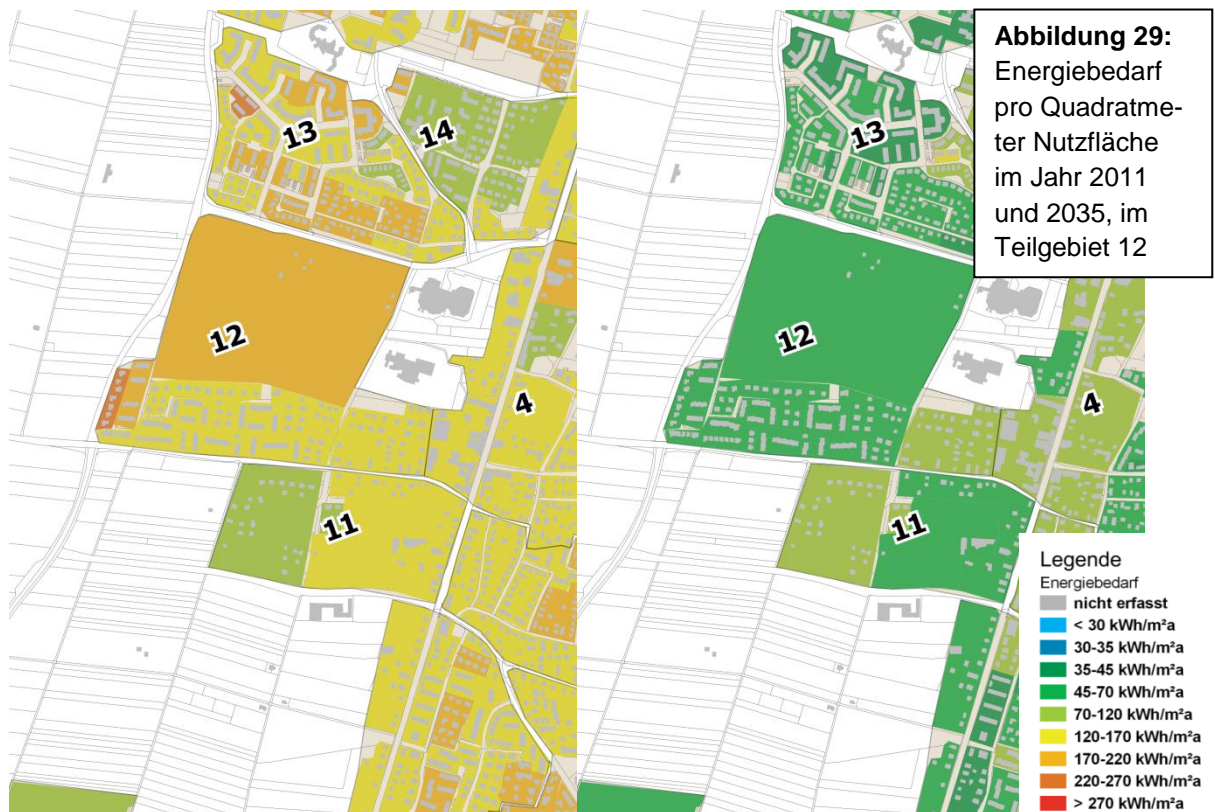 Abbildung 29:
Energiebedarf
pro Quadratme-
ter Nutzfläche
im Jahr 2011
und 2035, im
Teilgebiet 12
13
14
12
4
11
13
12
4
11
Legende
Energiebedarf
nicht erfasst
< 30 kWh/m²a
30-35 kWh/m²a
35-45 kWh/m²a
45-70 kWh/m²a
70-120 kWh/m²a
120-170 kWh/m²a
170-220 kWh/m²a
220-270 kWh/m²a
> 270 kWh/m²a